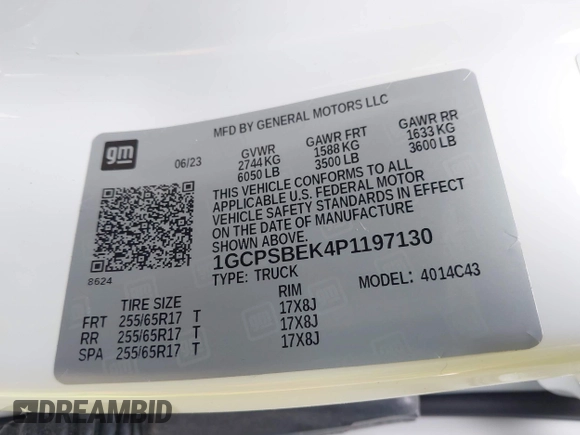 MFD BY GENERAL MOTORS LLC
gm
06/23
GVWR GAWR FRT GAWR RR
2744 KG 1588 KG 1633 KG
6050 LB 3500 LB 3600 LB
THIS VEHICLE CONFORMS TO ALL
APPLICABLE U.S. FEDERAL MOTOR
VEHICLE SAFETY STANDARDS IN EFFECT
ON THE DATE OF MANUFACTURE
SHOWN ABOVE.
8624
1GCPSBEK4P1197130
TYPE: TRUCK MODEL: 4014C43
TIRE SIZE RIM
FRT 255/65R17 T 17X8J
RR 255/65R17 T 17X8J
SPA 255/65R17 T 17X8J
DREAMBID